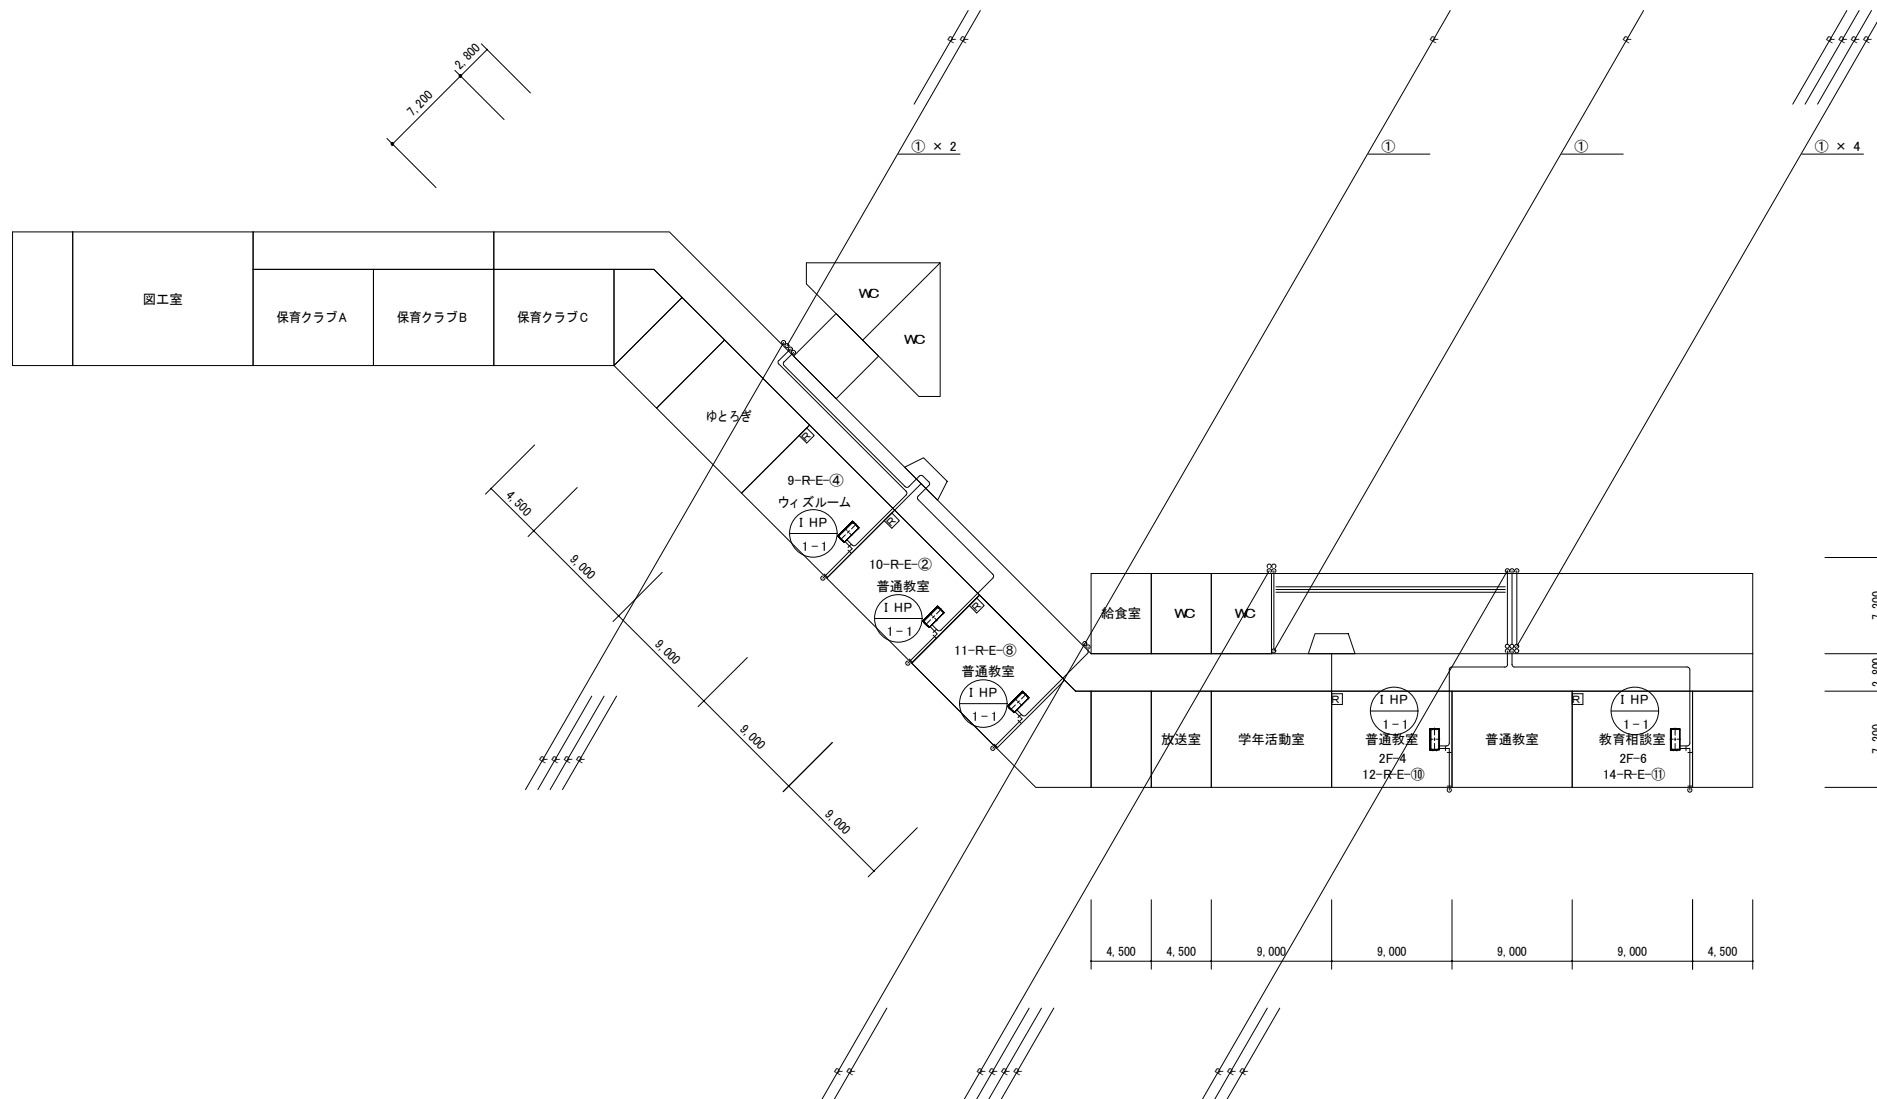 R R
R
R
R R R R
2,800
7,200
① × 2
①
①
① × 4
図工室
保育クラブA
保育クラブB
保育クラブC
WC
WC
ゆとろぎ
R
9-R-E-④
ウィズルーム
I HP
1-1
R
10-R-E-②
普通教室
I HP
1-1
R
11-R-E-⑧
普通教室
I HP
1-1
4,500
9,000
9,000
9,000
9,000
給食室
WC
WC
7,200
2,800
7,200
放送室
学年活動室
R
I HP
1-1
普通教室
2F-4
12-R-E-⑩
普通教室
R
I HP
1-1
教育相談室
2F-6
14-R-E-⑪
R R R R
4,500
4,500
9,000
9,000
9,000
9,000
4,500
R R
R R R R
R R R